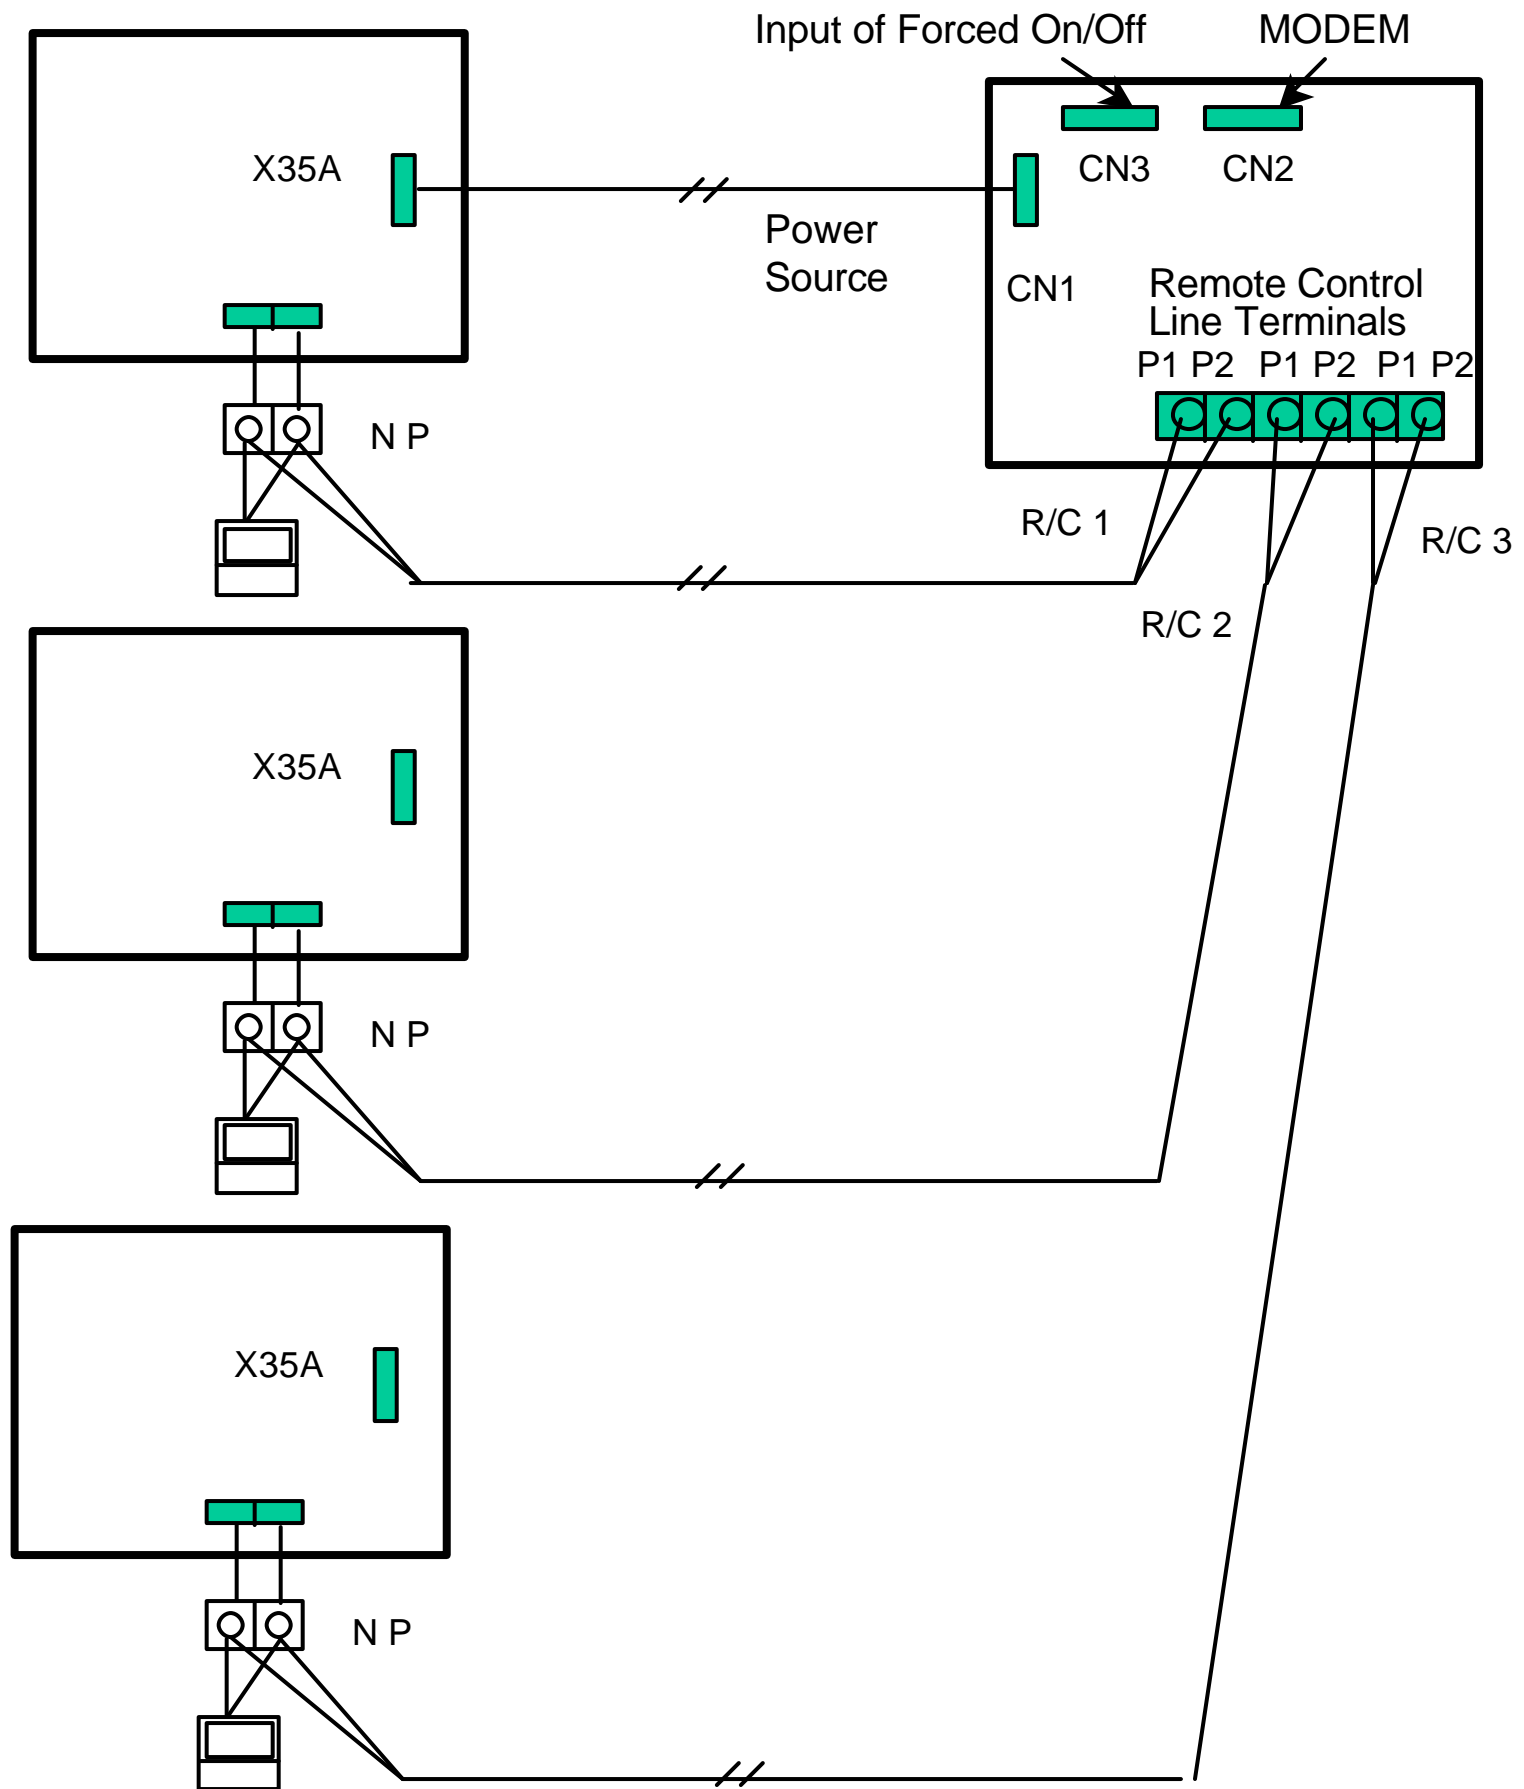 Input of Forced On/Off
MODEM
X35A
CN3
CN2
Power
Source
CN1
Remote Control
Line Terminals
P1 P2 P1 P2 P1 P2
N P
R/C 1
R/C 3
R/C 2
X35A
N P
X35A
N P